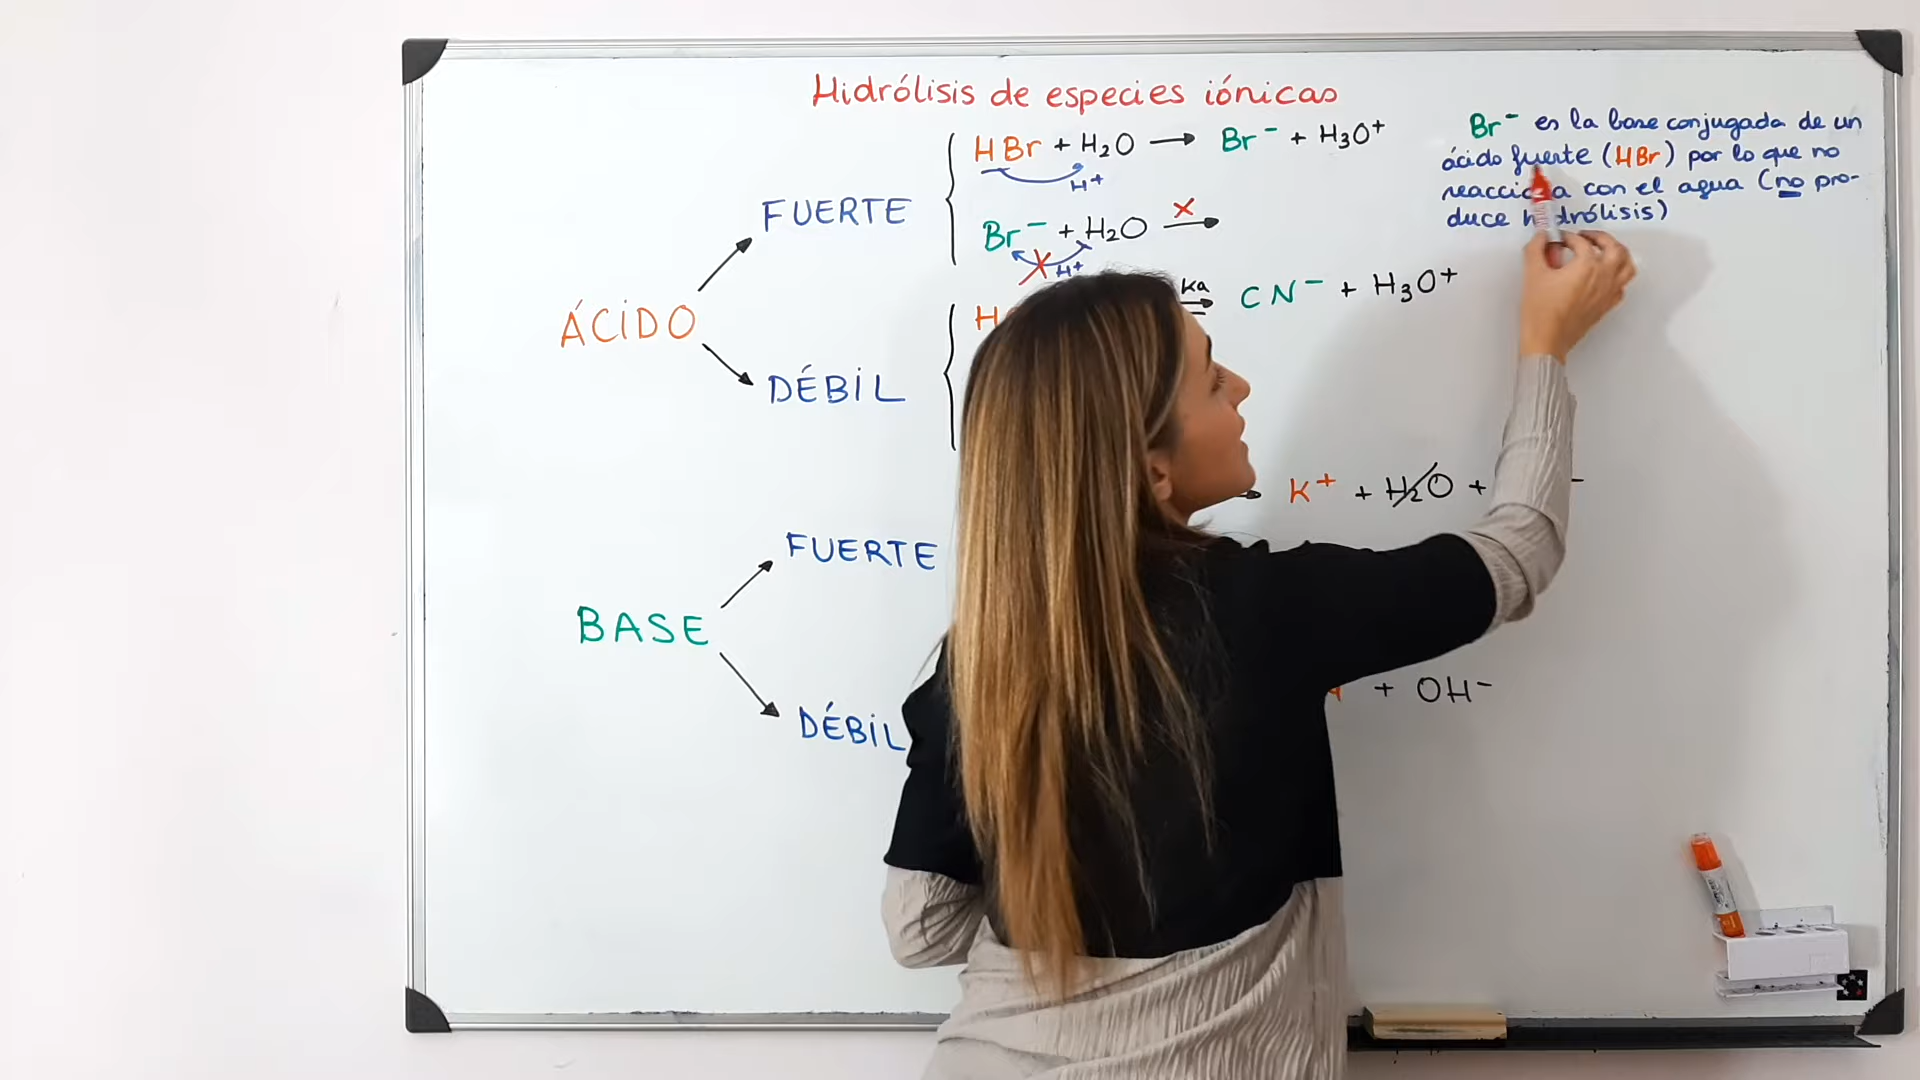 Hidrólisis de especies iónicas
HBr + H2O → Br⁻ + H3O⁺
H⁺
FUERTE
Br⁻ + H2O →
X
H⁺
Br⁻ es la base conjugada de un
ácido fuerte (HBr) por lo que no
con el agua (no pro-
duce
ÁCIDO
Ka
CN⁻ + H3O⁺
DÉBIL
K⁺ + H2O +
FUERTE
BASE
+ OH⁻
DÉBIL